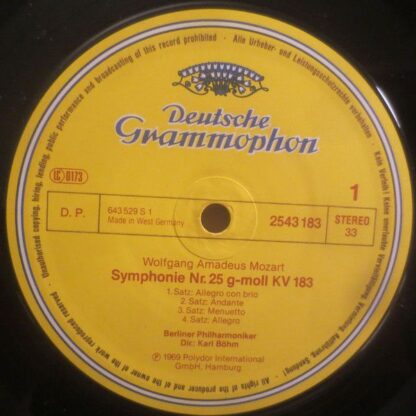 Unauthorised copying, hiring, lending, public performance and broadcasting of this record prohibited · Alle Urheber- und Leistungsschutzrechte vorbehalten · Kein Verleih! Keine unerlaubte Vervielfältigung, Vermietung, Aufführung, Sendung! · All rights of the producer and of the owner of the work reproduced reserved ·
Deutsche
Grammophon
LC 0173
1
D. P.
643 529 S 1
Made in West Germany
2543 183
STEREO
33
Wolfgang Amadeus Mozart
Symphonie Nr. 25 g-moll KV 183
1. Satz: Allegro con brio
2. Satz: Andante
3. Satz: Menuetto
4. Satz: Allegro
Berliner Philharmoniker
Dir: Karl Böhm
Ⓟ 1969 Polydor International
GmbH, Hamburg